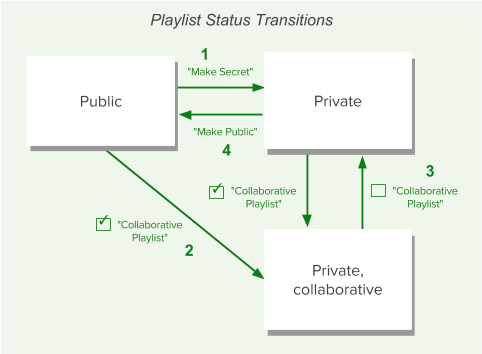 Playlist Status Transitions
1
"Make Secret"
Public
Private
"Make Public"
4
3
"Collaborative
Playlist"
"Collaborative
Playlist"
"Collaborative
Playlist"
2
Private,
collaborative